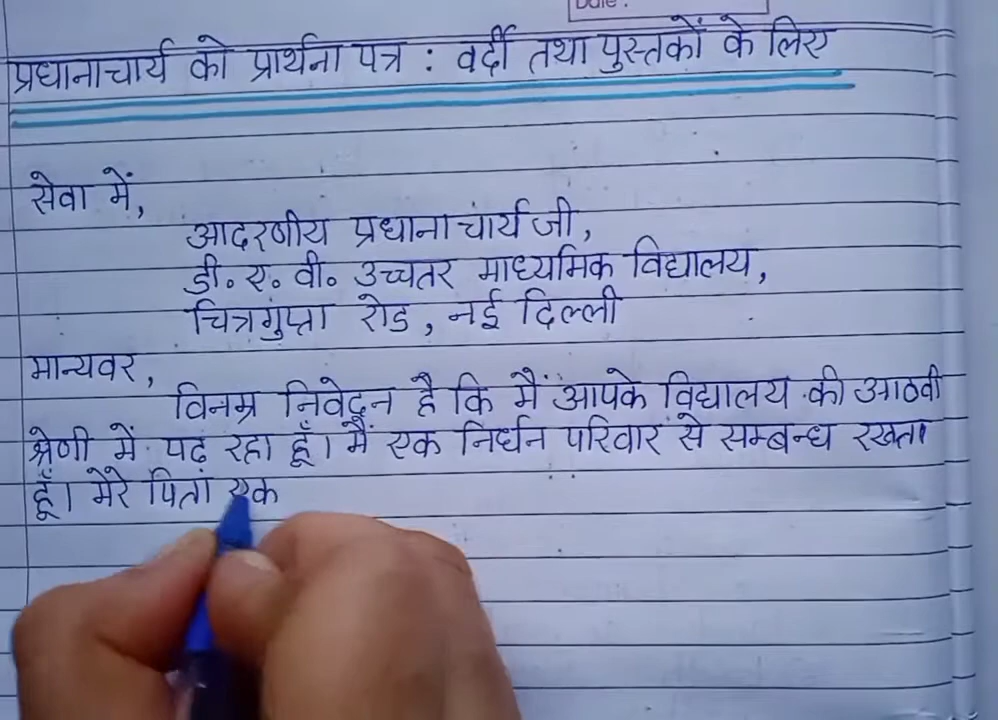 Date:
प्रधानाचार्य को प्रार्थना पत्र : वर्दी तथा पुस्तकों के लिए
सेवा में,
आदरणीय प्रधानाचार्य जी,
डी॰ ए॰ वी॰ उच्चतर माध्यमिक विद्यालय,
चित्रगुप्ता रोड, नई दिल्ली
मान्यवर,
विनम्र निवेदन है कि मैं आपके विद्यालय की आठवी
श्रेणी में पढ़ रहा हूँ। मैं एक निर्धन परिवार से सम्बन्ध रखता
हूँ। मेरे पिता एक